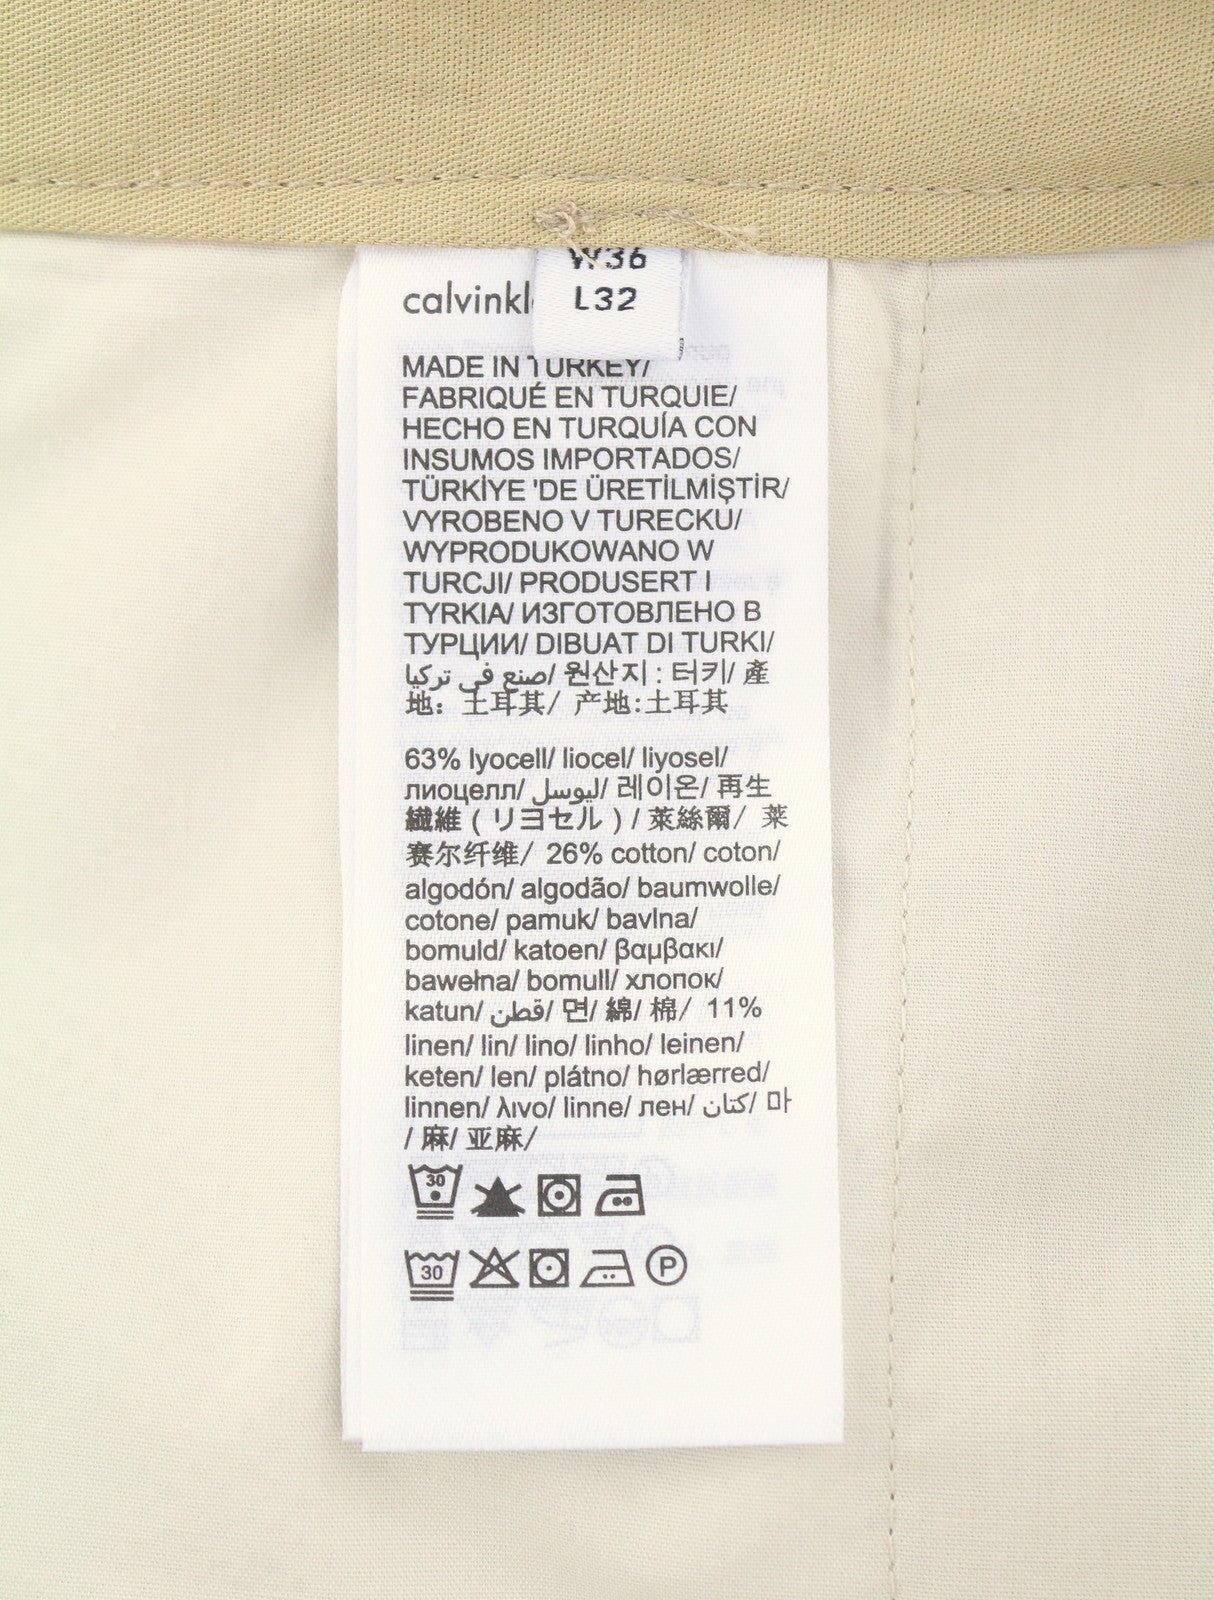 W36
L32
calvinkl
MADE IN TURKEY/
FABRIQUÉ EN TURQUIE/
HECHO EN TURQUÍA CON
INSUMOS IMPORTADOS/
TÜRKİYE 'DE ÜRETİLMİŞTİR/
VYROBENO V TURECKU/
WYPRODUKOWANO W
TURCJI/ PRODUSERT I
TYRKIA/ ИЗГОТОВЛЕНО В
ТУРЦИИ/ DIBUAT DI TURKI/
صنع في تركيا/ 원산지 : 터키/ 產
地：土耳其/ 产地:土耳其
63% lyocell/ liocel/ liyosel/
лиоцелл/ ليوسل/ 레이온/ 再生
繊維 ( リヨセル ) / 萊絲爾/ 莱
赛尔纤维/ 26% cotton/ coton/
algodón/ algodão/ baumwolle/
cotone/ pamuk/ bavlna/
bomuld/ katoen/ βαμβακι/
bawełna/ bomull/ хлопок/
katun/ قطن/ 면/ 綿/ 棉/ 11%
linen/ lin/ lino/ linho/ leinen/
keten/ len/ plátno/ hørlærred/
linnen/ λινο/ linne/ лен/ كتان/ 마
/ 麻/ 亚麻/
30
30 P